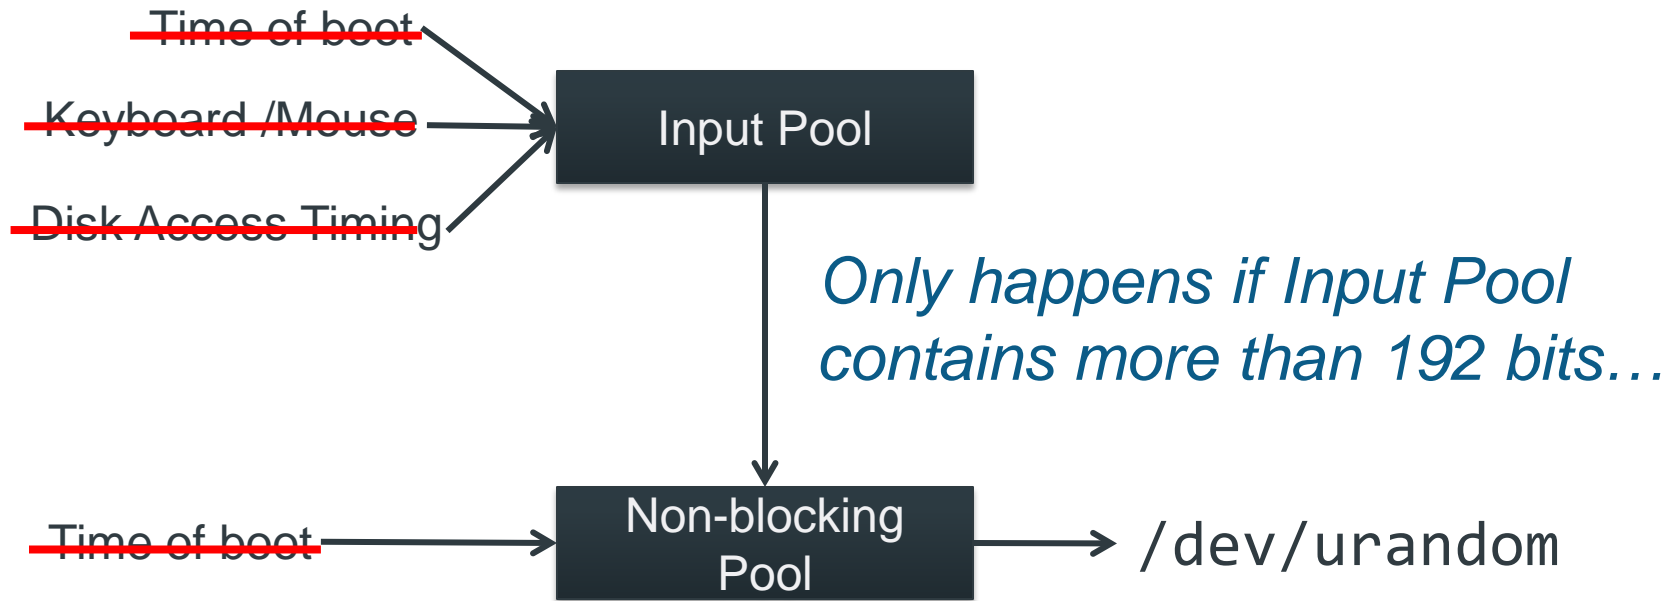 Time of boot
Keyboard /Mouse
Input Pool
Disk Access Timing
Only happens if Input Pool
contains more than 192 bits…
Time of boot
Non-blocking
Pool
/dev/urandom